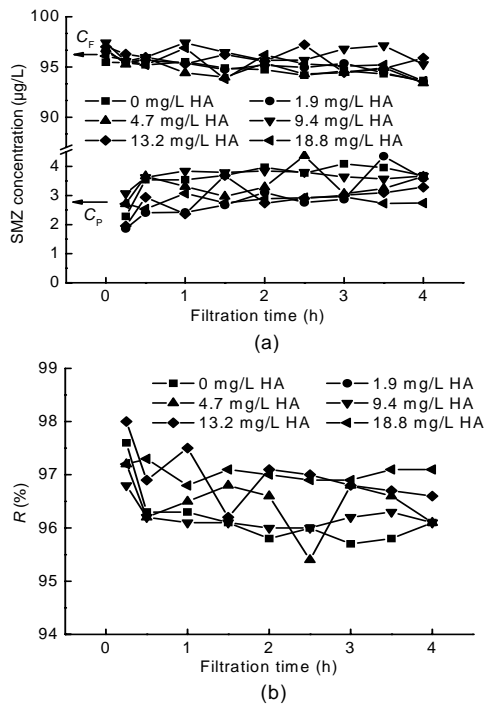 100
C_F
95
90
0 mg/L HA 1.9 mg/L HA
4.7 mg/L HA 9.4 mg/L HA
13.2 mg/L HA 18.8 mg/L HA
5
4
3
C_P
2
1
0
SMZ concentration (μg/L)
0 1 2 3 4
Filtration time (h)
(a)
99
0 mg/L HA 1.9 mg/L HA
4.7 mg/L HA 9.4 mg/L HA
13.2 mg/L HA 18.8 mg/L HA
98
97
96
95
94
R (%)
0 1 2 3 4
Filtration time (h)
(b)